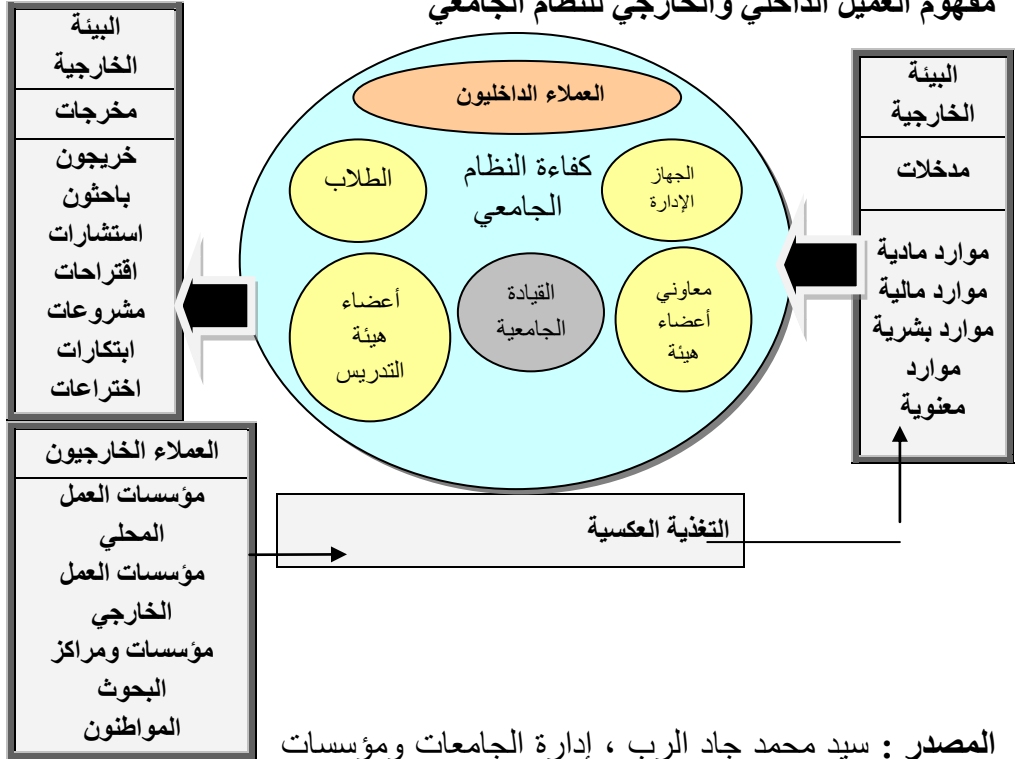 مفهوم العميل الداخلي والخارجي للنظام الجامعي
البيئة
الخارجية
مدخلات
موارد مادية
موارد مالية
موارد بشرية
موارد
معنوية
العملاء الداخليون
كفاءة النظام
الجامعي
الجهاز
الإدارة
الطلاب
معاوني
أعضاء
هيئة
القيادة
الجامعية
أعضاء
هيئة
التدريس
البيئة
الخارجية
مخرجات
خريجون
باحثون
استشارات
اقتراحات
مشروعات
ابتكارات
اختراعات
العملاء الخارجيون
مؤسسات العمل
المحلي
مؤسسات العمل
الخارجي
مؤسسات ومراكز
البحوث
المواطنون
التغذية العكسية
المصدر : سيد محمد جاد الرب ، إدارة الجامعات ومؤسسات